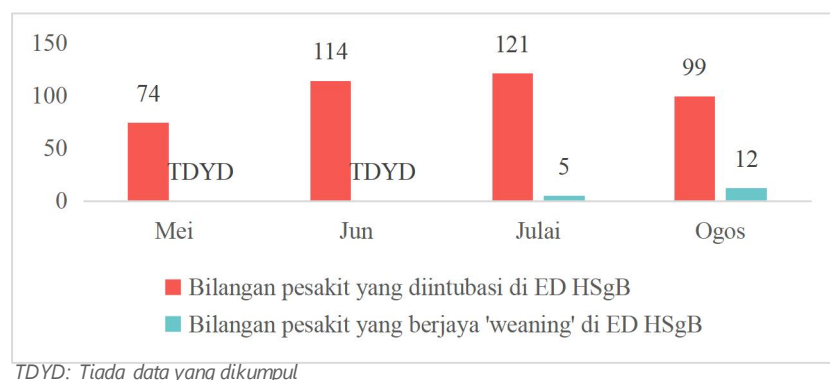 150
100
50
0
74
TDYD
114
TDYD
121
5
99
12
Mei
Jun
Julai
Ogos
Bilangan pesakit yang diintubasi di ED HSgB
Bilangan pesakit yang berjaya 'weaning' di ED HSgB
TDYD: Tiada data yang dikumpul